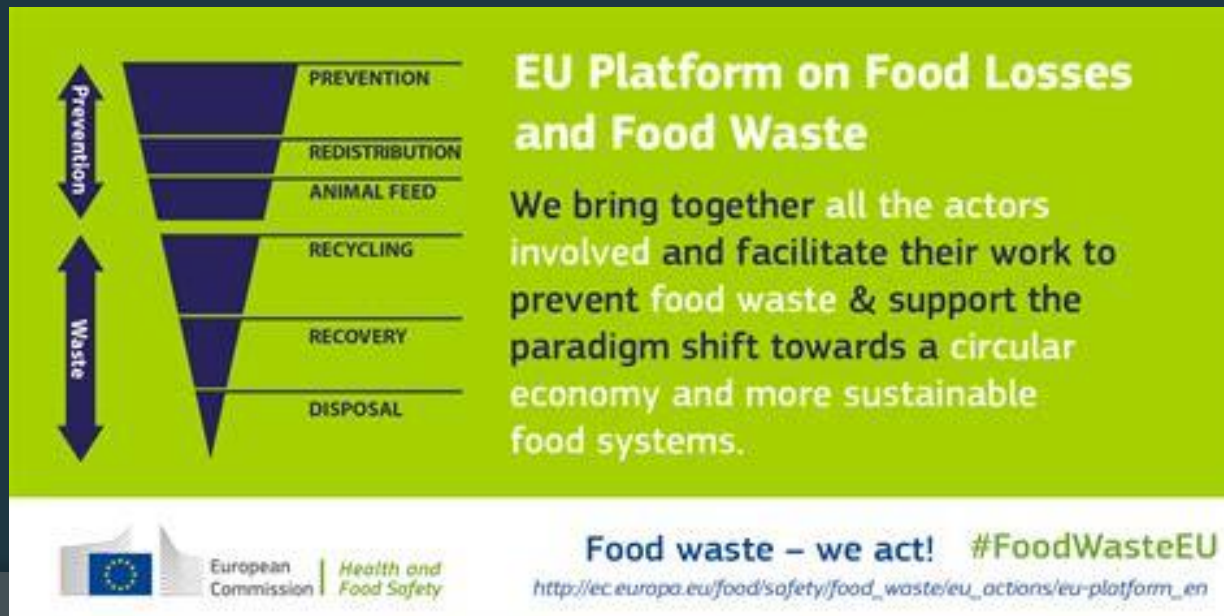 Prevention
Waste
PREVENTION
REDISTRIBUTION
ANIMAL FEED
RECYCLING
RECOVERY
DISPOSAL
EU Platform on Food Losses
and Food Waste
We bring together all the actors
involved and facilitate their work to
prevent food waste & support the
paradigm shift towards a circular
economy and more sustainable
food systems.
European
Commission
Health and
Food Safety
Food waste – we act! #FoodWasteEU
http://ec.europa.eu/food/safety/food_waste/eu_actions/eu-platform_en